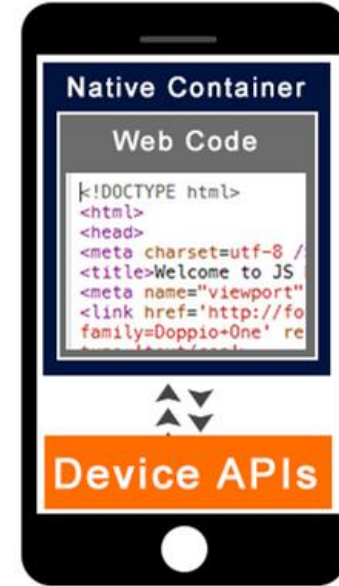 Native Container
Web Code
<!DOCTYPE html>
<html>
<head>
<meta charset=utf-8 /
<title>Welcome to JS
<meta name="viewport"
<link href='http://fo
family=Doppio+One' re
Device APIs